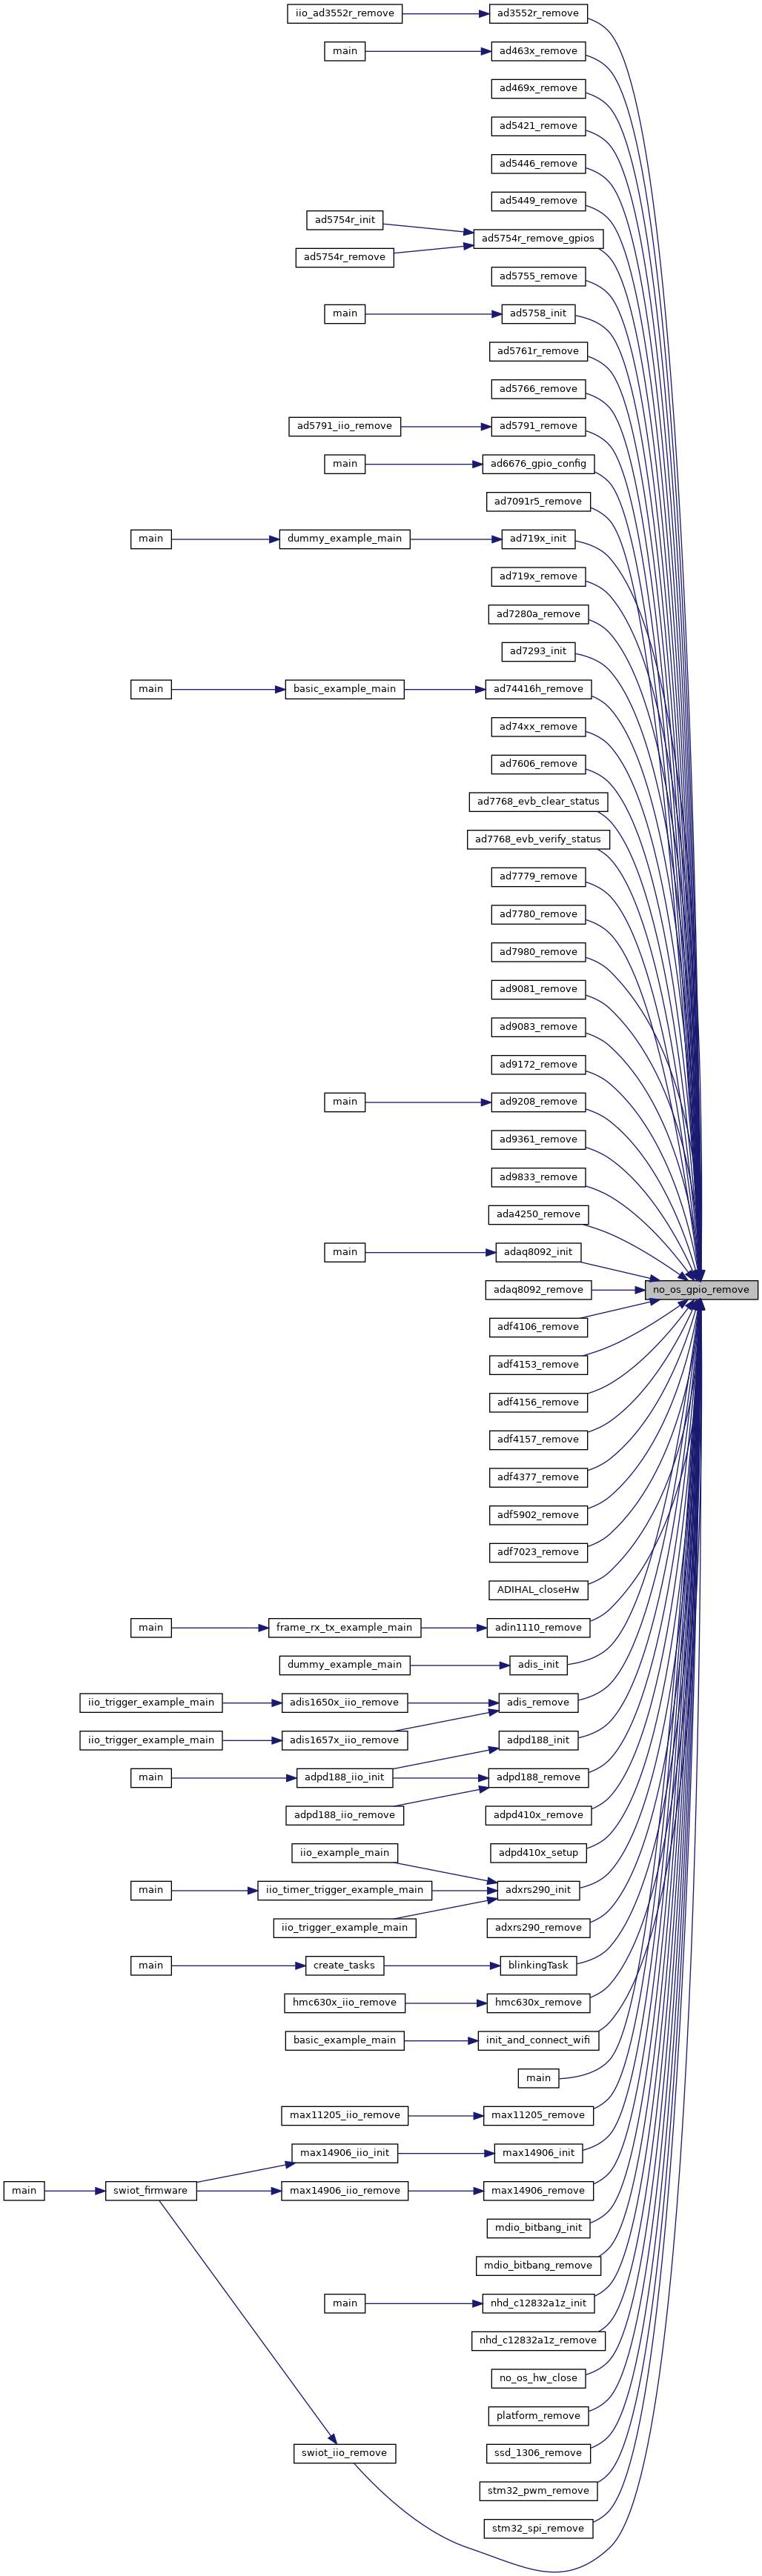 iio_ad3552r_remove
ad3552r_remove
main
ad463x_remove
ad469x_remove
ad5421_remove
ad5446_remove
ad5449_remove
ad5754r_init
ad5754r_remove_gpios
ad5754r_remove
ad5755_remove
main
ad5758_init
ad5761r_remove
ad5766_remove
ad5791_iio_remove
ad5791_remove
main
ad6676_gpio_config
ad7091r5_remove
main
dummy_example_main
ad719x_init
ad719x_remove
ad7280a_remove
ad7293_init
main
basic_example_main
ad74416h_remove
ad74xx_remove
ad7606_remove
ad7768_evb_clear_status
ad7768_evb_verify_status
ad7779_remove
ad7780_remove
ad7980_remove
ad9081_remove
ad9083_remove
ad9172_remove
main
ad9208_remove
ad9361_remove
ad9833_remove
ada4250_remove
main
adaq8092_init
adaq8092_remove
no_os_gpio_remove
adf4106_remove
adf4153_remove
adf4156_remove
adf4157_remove
adf4377_remove
adf5902_remove
adf7023_remove
ADIHAL_closeHw
main
frame_rx_tx_example_main
adin1110_remove
dummy_example_main
adis_init
iio_trigger_example_main
adis1650x_iio_remove
adis_remove
iio_trigger_example_main
adis1657x_iio_remove
adpd188_init
main
adpd188_iio_init
adpd188_remove
adpd188_iio_remove
adpd410x_remove
iio_example_main
adpd410x_setup
main
iio_timer_trigger_example_main
adxrs290_init
iio_trigger_example_main
adxrs290_remove
main
create_tasks
blinkingTask
hmc630x_iio_remove
hmc630x_remove
basic_example_main
init_and_connect_wifi
main
max11205_iio_remove
max11205_remove
max14906_iio_init
max14906_init
main
swiot_firmware
max14906_iio_remove
max14906_remove
mdio_bitbang_init
mdio_bitbang_remove
main
nhd_c12832a1z_init
nhd_c12832a1z_remove
no_os_hw_close
platform_remove
swiot_iio_remove
ssd_1306_remove
stm32_pwm_remove
stm32_spi_remove